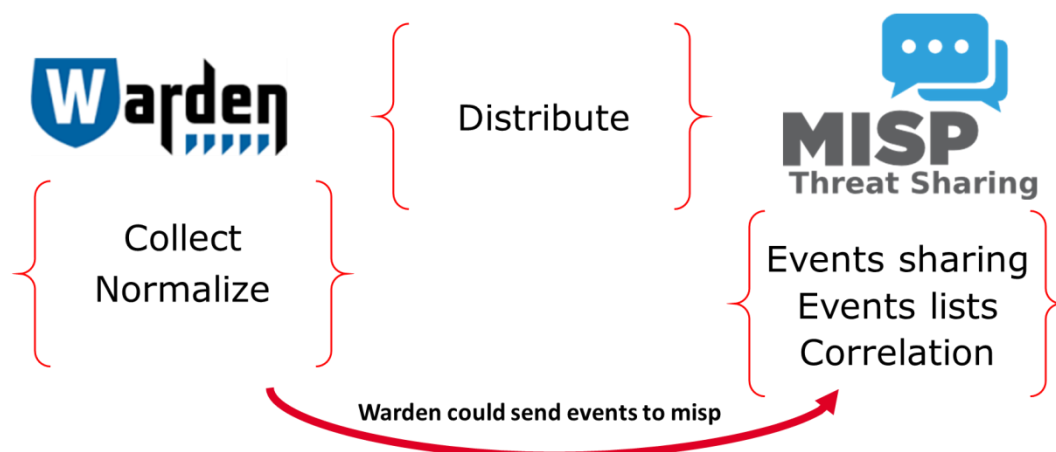 Warden
Distribute
MISP
Threat Sharing
Collect
Normalize
Events sharing
Events lists
Correlation
Warden could send events to misp